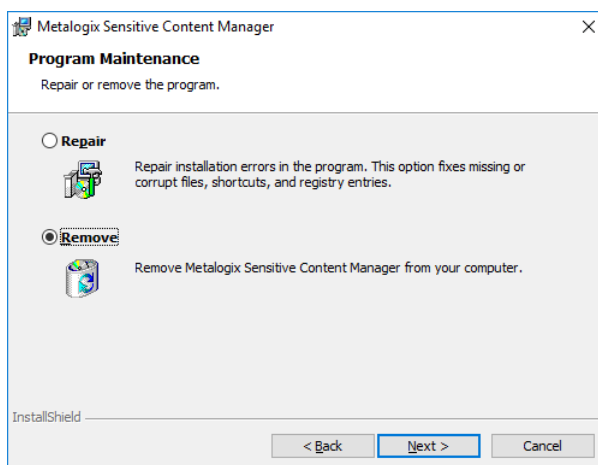 Metalogix Sensitive Content Manager
Program Maintenance
Repair or remove the program.
Repair
Repair installation errors in the program. This option fixes missing or
corrupt files, shortcuts, and registry entries.
Remove
Remove Metalogix Sensitive Content Manager from your computer.
InstallShield
< Back
Next >
Cancel